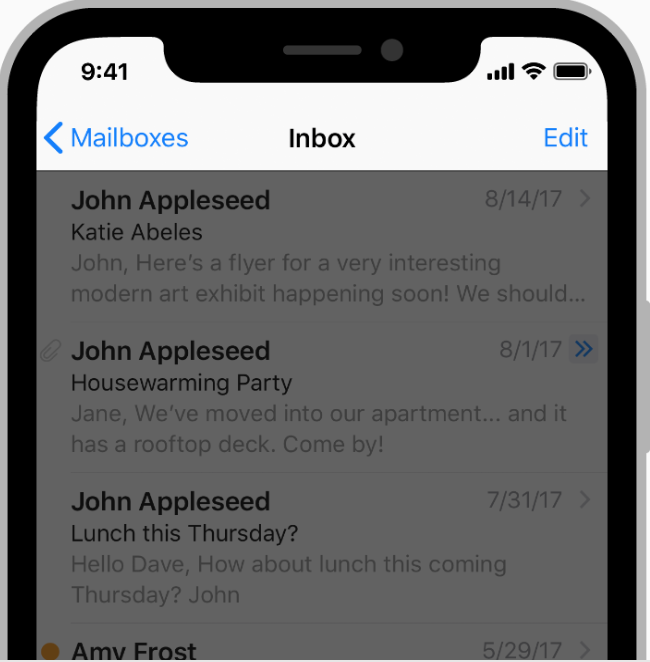 9:41
Mailboxes Inbox Edit
John Appleseed 8/14/17
Katie Abeles
John, Here’s a flyer for a very interesting
modern art exhibit happening soon! We should...
John Appleseed 8/1/17
Housewarming Party
Jane, We’ve moved into our apartment... and it
has a rooftop deck. Come by!
John Appleseed 7/31/17
Lunch this Thursday?
Hello Dave, How about lunch this coming
Thursday? John
Amy Frost 5/29/17